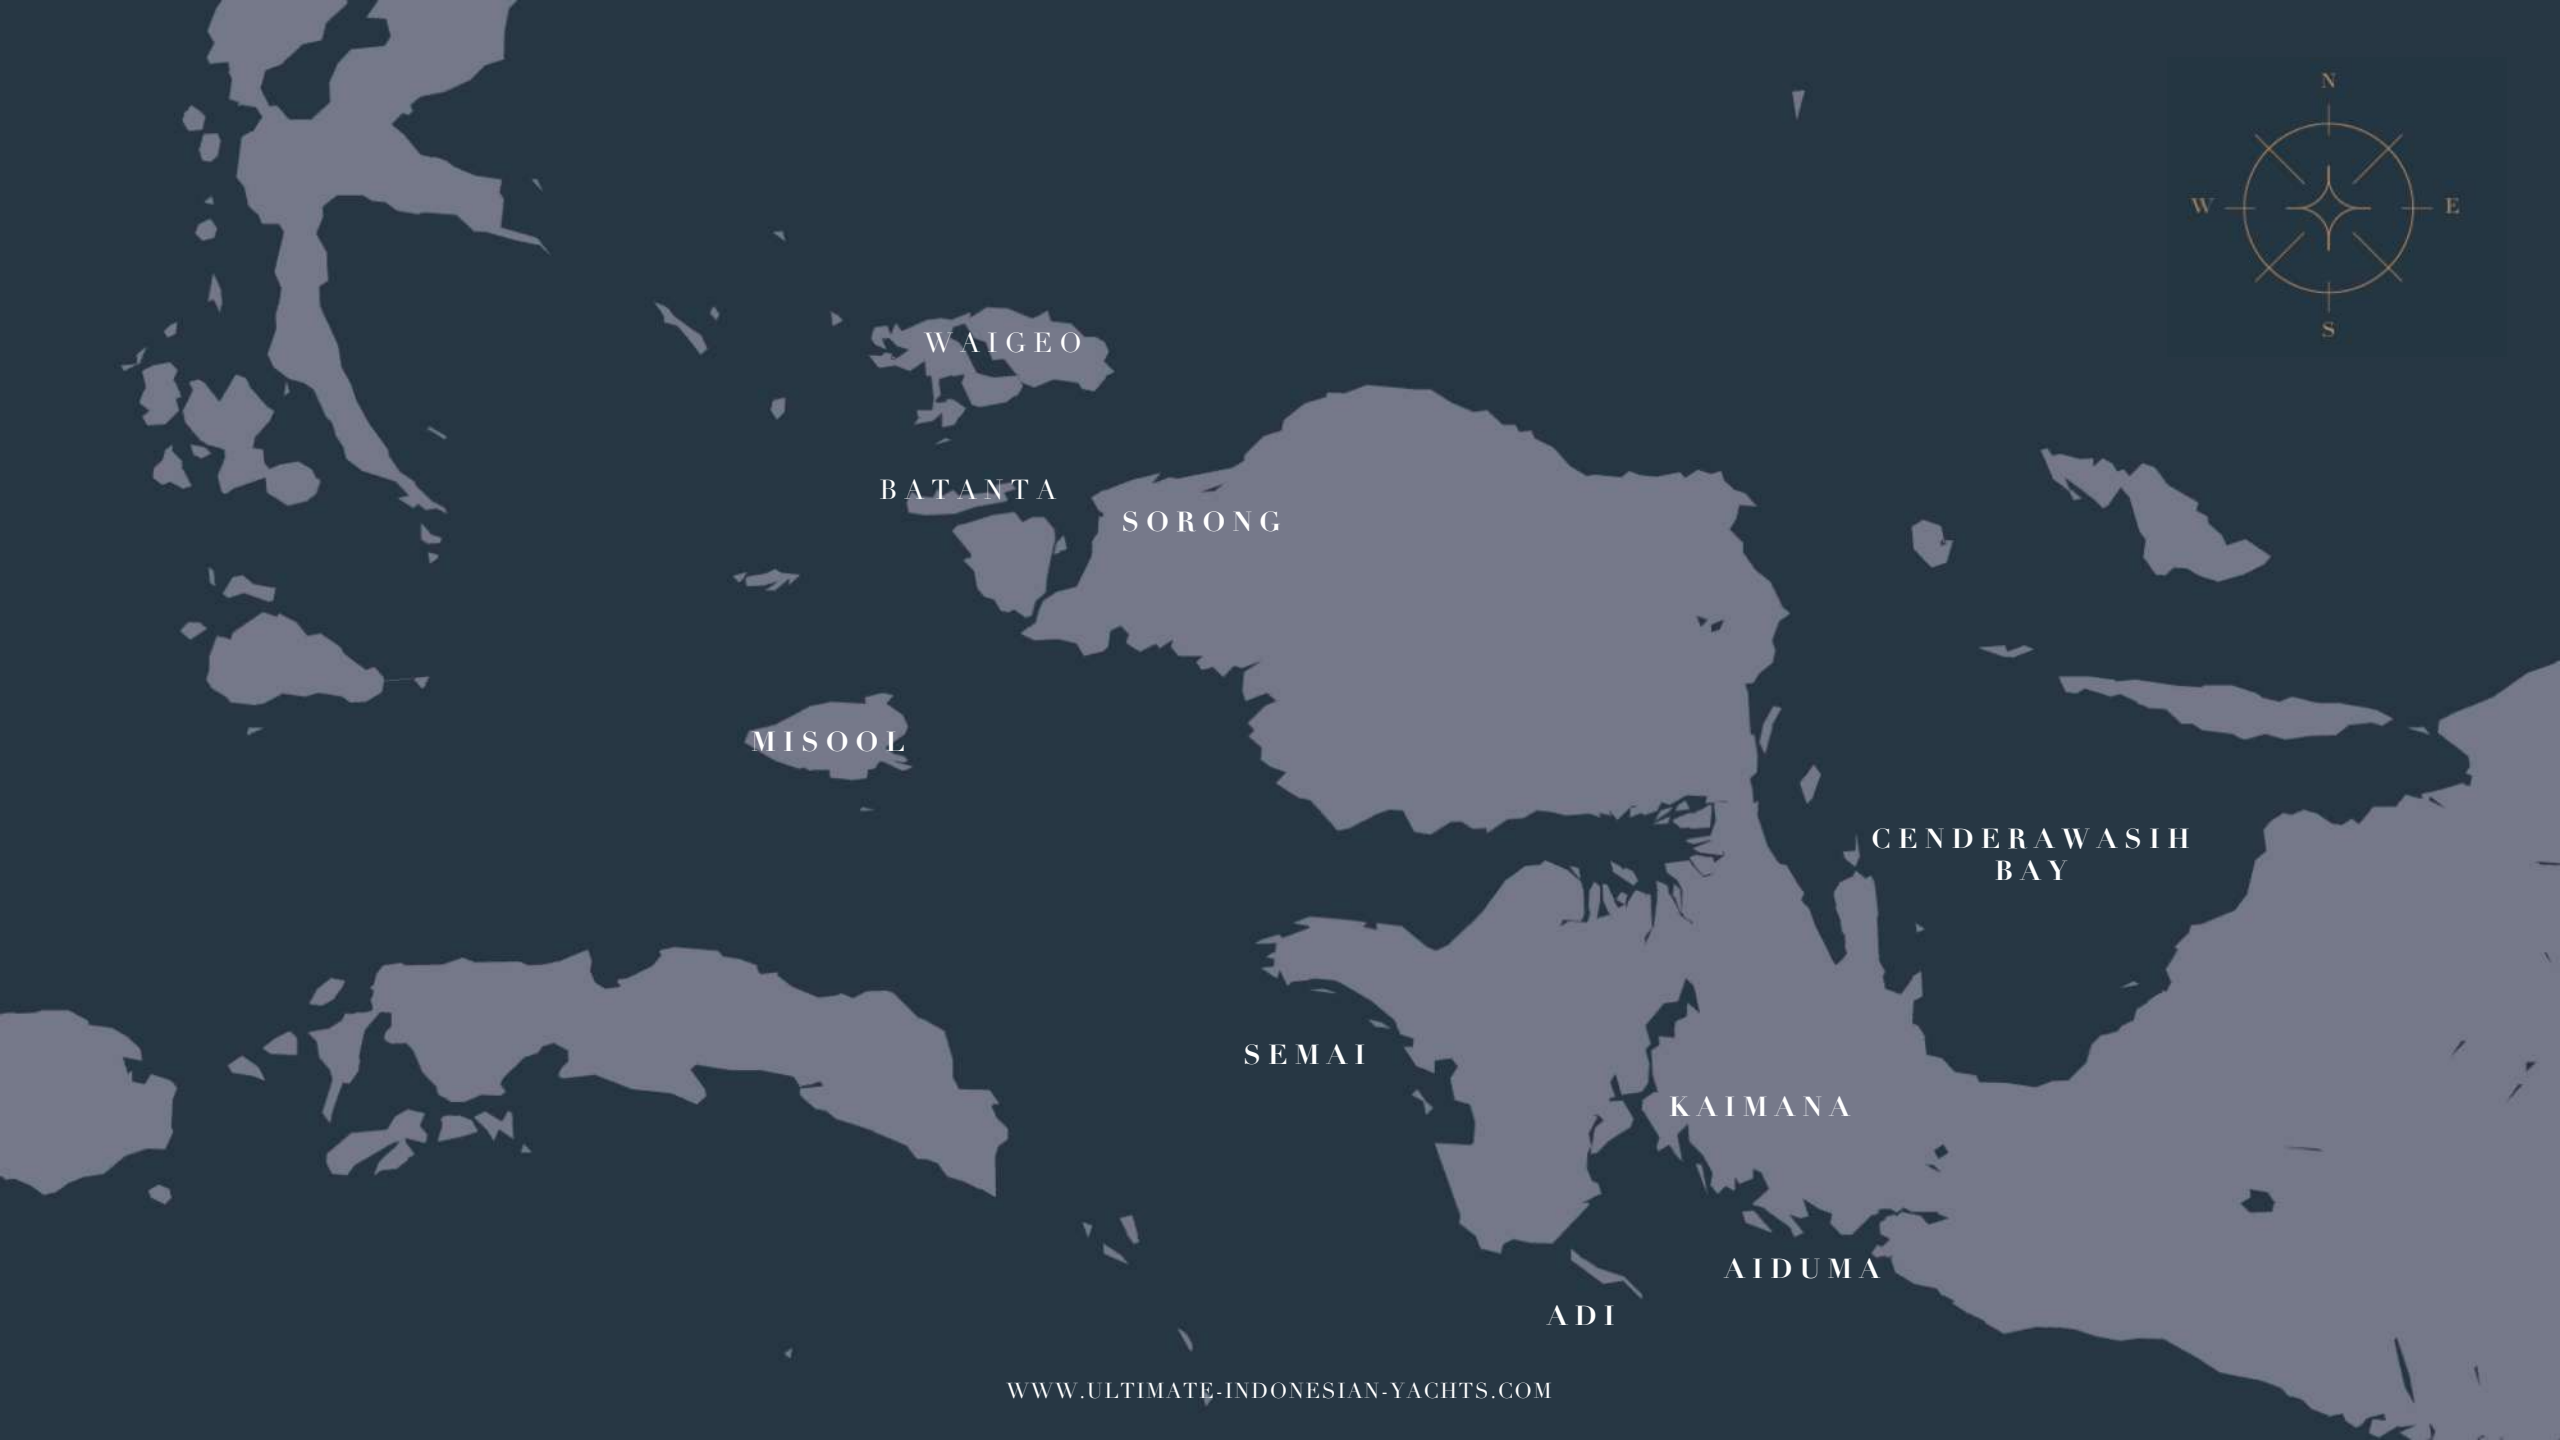 N
W
E
S
WAIGEO
BATANTA
SORONG
MISOOL
CENDERAWASIH
BAY
SEMAI
KAIMANA
AIDUMA
ADI
WWW.ULTIMATE-INDONESIAN-YACHTS.COM